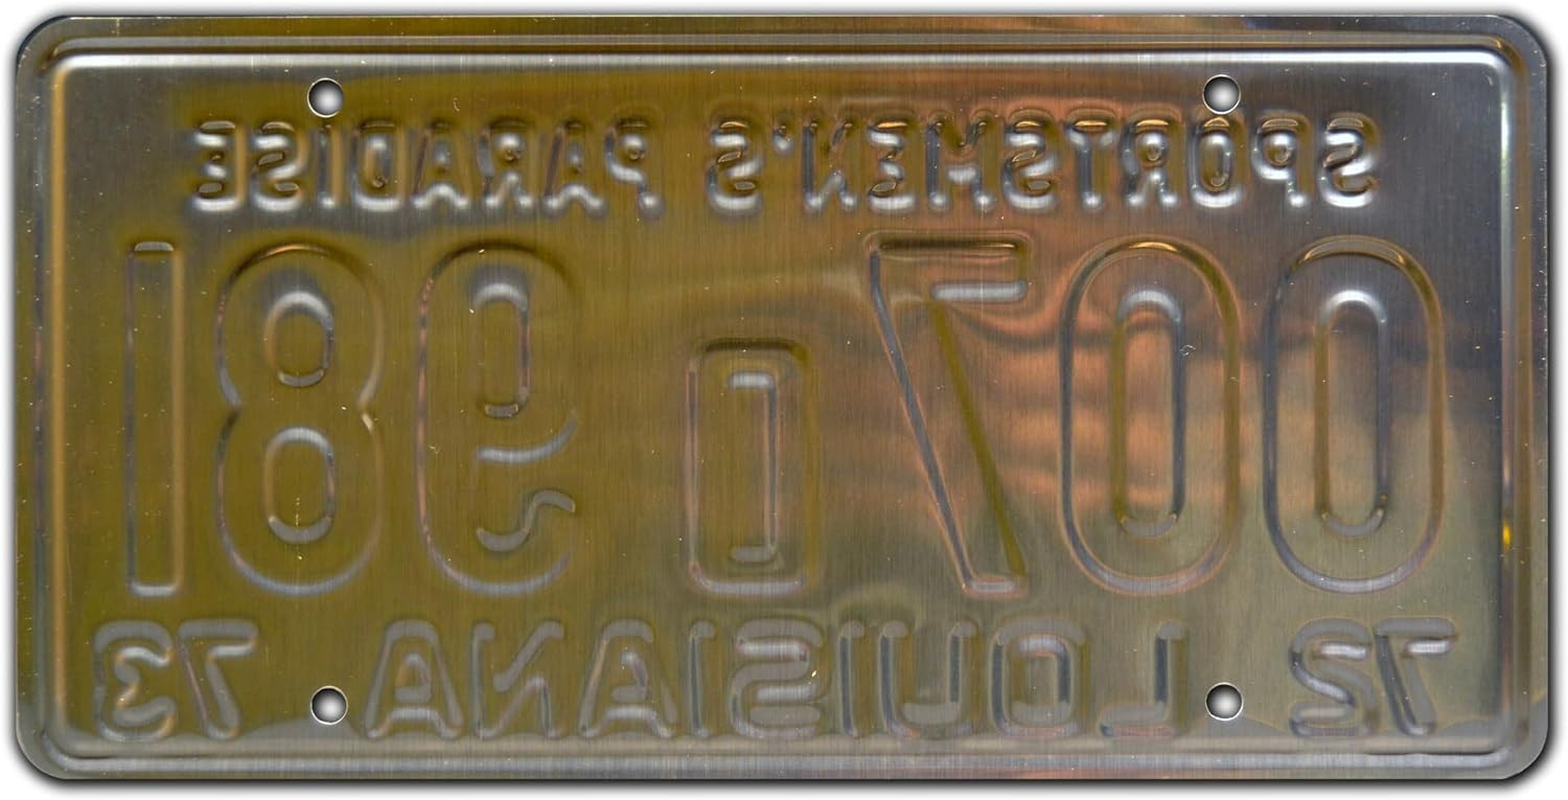 SPORTSMEN'S PARADISE
007 D 981
72 LOUISIANA 73